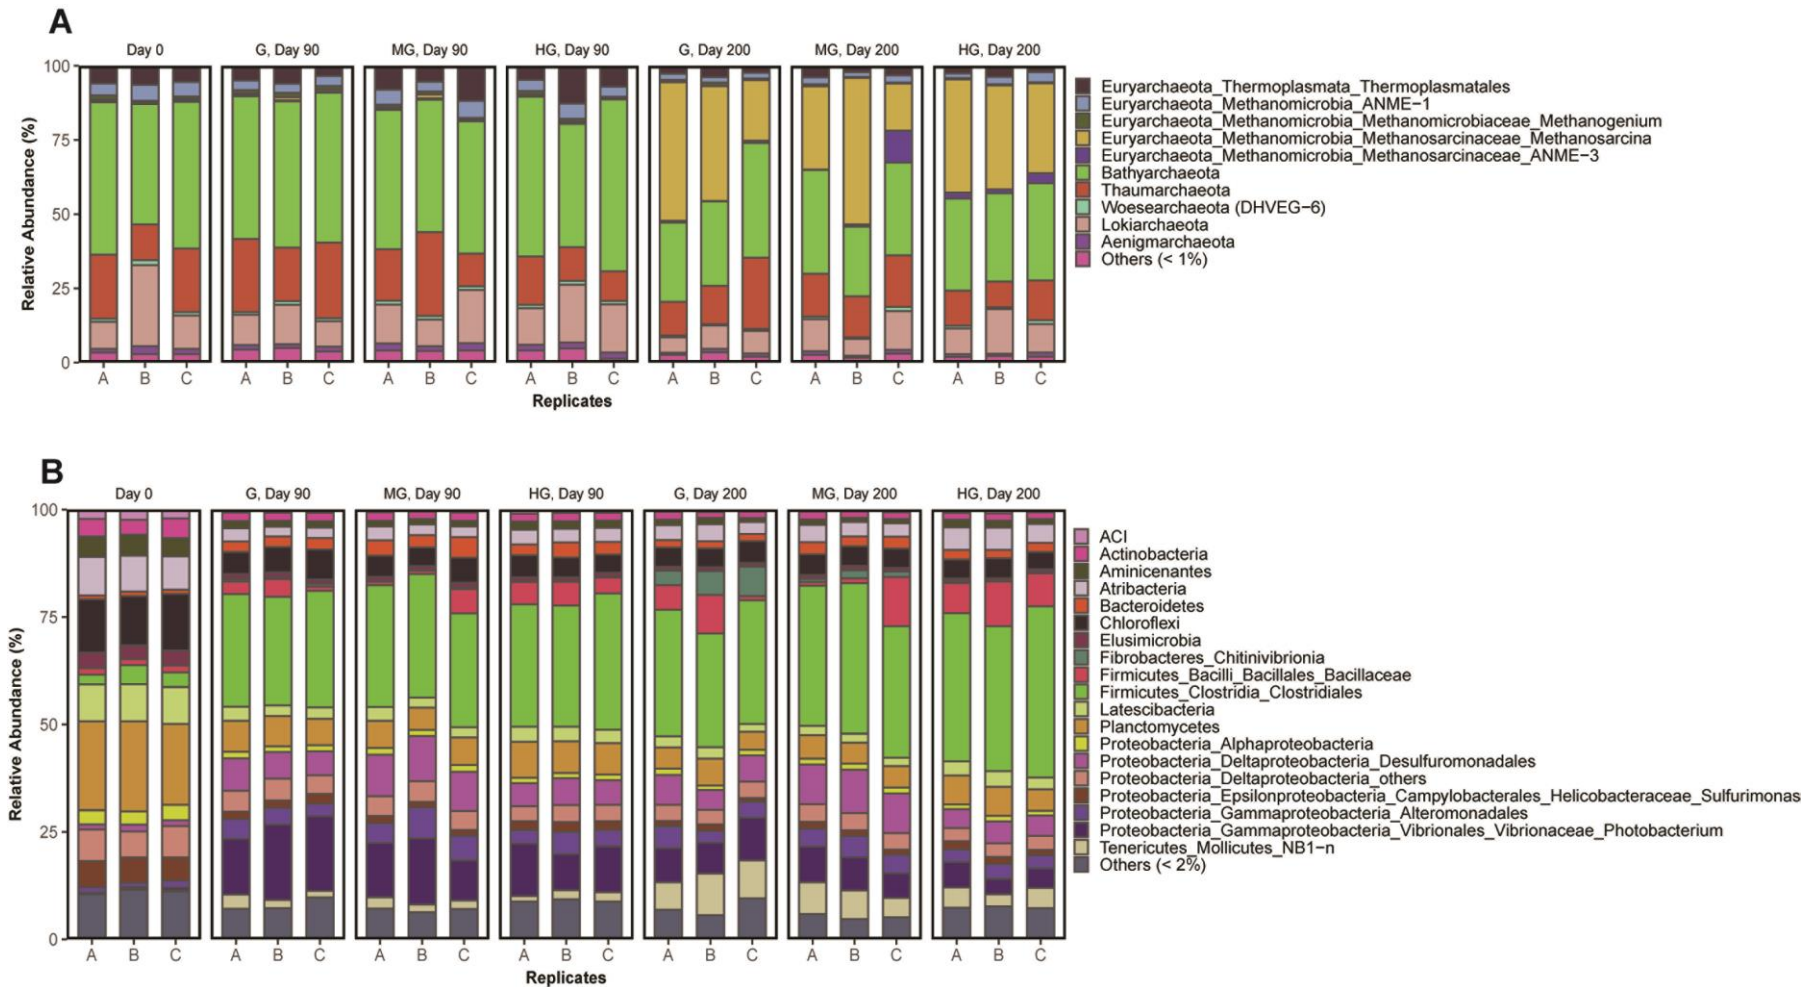 A
Day 0
G, Day 90
MG, Day 90
HG, Day 90
G, Day 200
MG, Day 200
HG, Day 200
Relative Abundance (%)
100
75
50
25
0
A B C
A B C
A B C
A B C
A B C
A B C
A B C
Replicates
Euryarchaeota_Thermoplasmata_Thermoplasmatales
Euryarchaeota_Methanomicrobia_ANME−1
Euryarchaeota_Methanomicrobia_Methanomicrobiaceae_Methanogenium
Euryarchaeota_Methanomicrobia_Methanosarcinaceae_Methanosarcina
Euryarchaeota_Methanomicrobia_Methanosarcinaceae_ANME−3
Bathyarchaeota
Thaumarchaeota
Woesearchaeota (DHVEG−6)
Lokiarchaeota
Aenigmarchaeota
Others (< 1%)
B
Day 0
G, Day 90
MG, Day 90
HG, Day 90
G, Day 200
MG, Day 200
HG, Day 200
Relative Abundance (%)
100
75
50
25
0
A B C
A B C
A B C
A B C
A B C
A B C
A B C
Replicates
ACI
Actinobacteria
Aminicenantes
Atribacteria
Bacteroidetes
Chloroflexi
Elusimicrobia
Fibrobacteres_Chitinivibrionia
Firmicutes_Bacilli_Bacillales_Bacillaceae
Firmicutes_Clostridia_Clostridiales
Latescibacteria
Planctomycetes
Proteobacteria_Alphaproteobacteria
Proteobacteria_Deltaproteobacteria_Desulfuromonadales
Proteobacteria_Deltaproteobacteria_others
Proteobacteria_Epsilonproteobacteria_Campylobacterales_Helicobacteraceae_Sulfurimonas
Proteobacteria_Gammaproteobacteria_Alteromonadales
Proteobacteria_Gammaproteobacteria_Vibrionales_Vibrionaceae_Photobacterium
Tenericutes_Mollicutes_NB1−n
Others (< 2%)